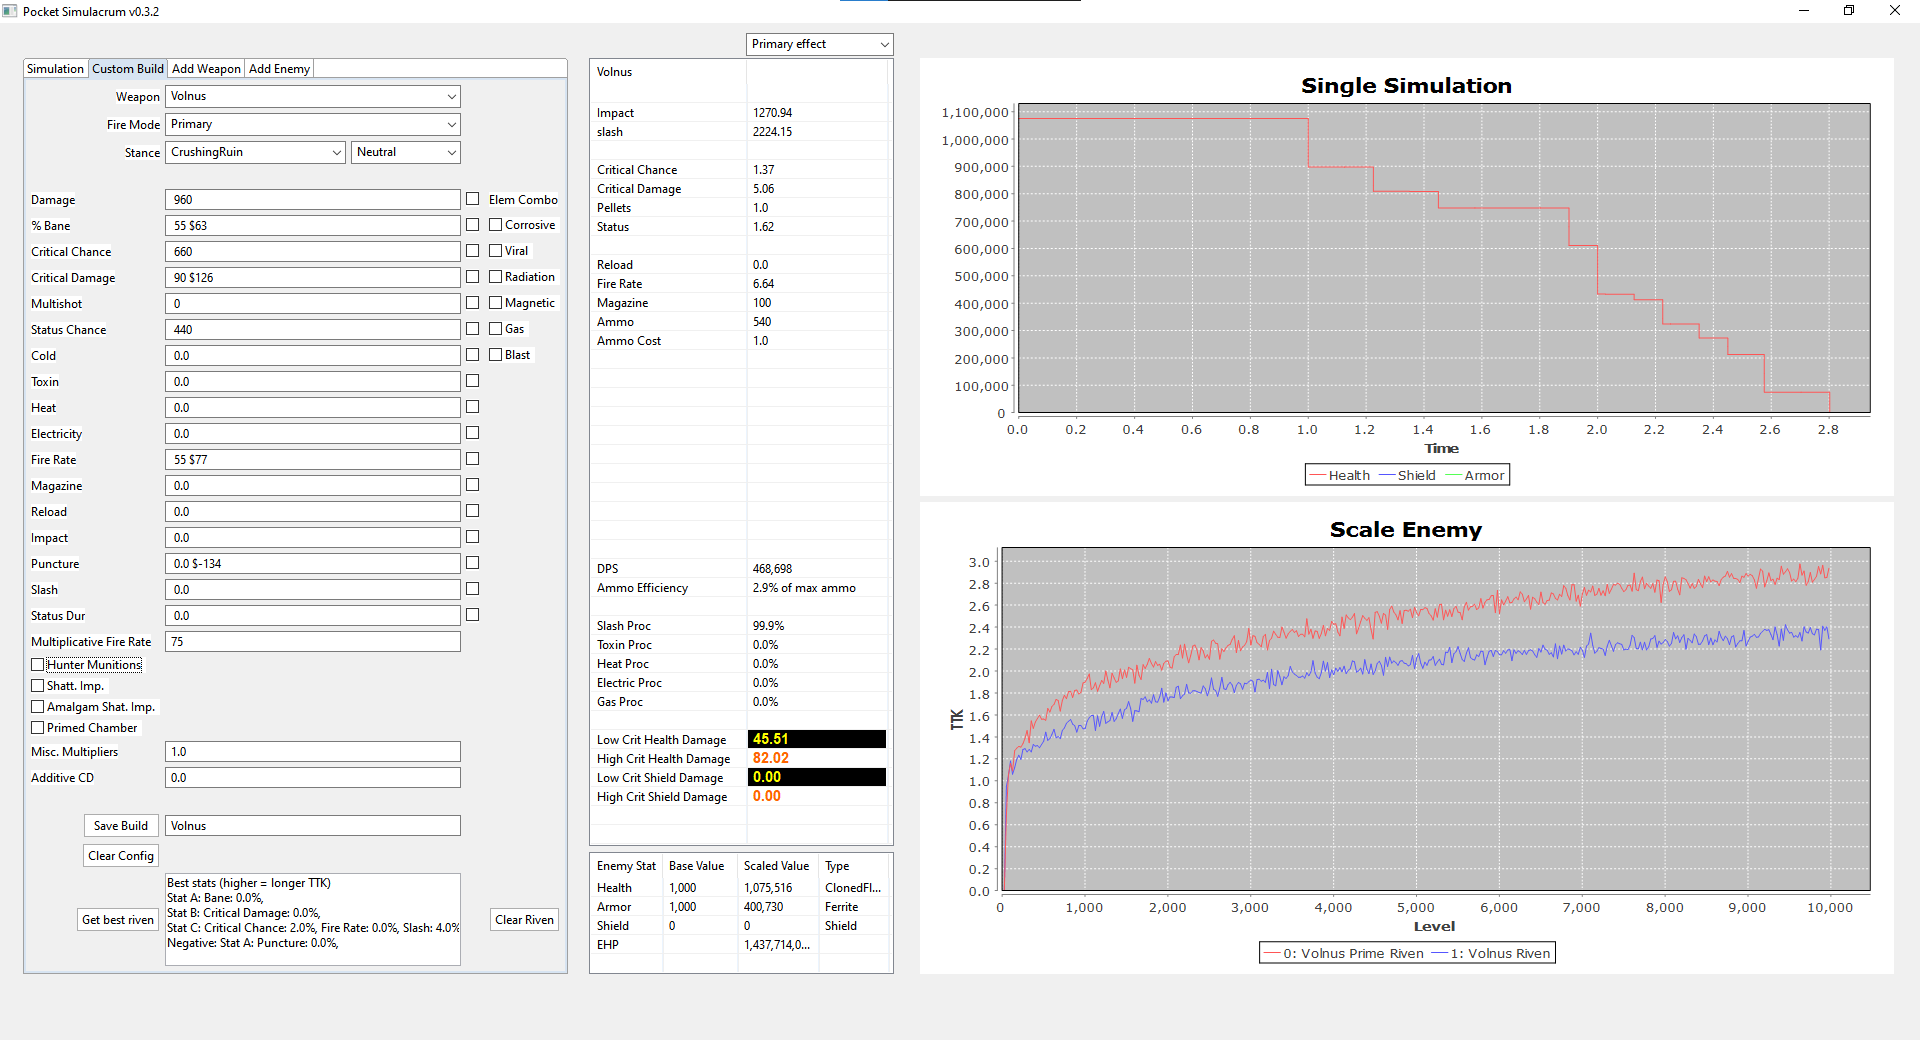 Pocket Simulacrum v0.3.2
Primary effect
Simulation Custom Build Add Weapon Add Enemy
Weapon Volnus
Fire Mode Primary
Stance CrushingRuin Neutral
Damage 960 Elem Combo
% Bane 55 $63 Corrosive
Critical Chance 660 Viral
Critical Damage 90 $126 Radiation
Multishot 0 Magnetic
Status Chance 440 Gas
Cold 0.0 Blast
Toxin 0.0
Heat 0.0
Electricity 0.0
Fire Rate 55 $77
Magazine 0.0
Reload 0.0
Impact 0.0
Puncture 0.0 $-134
Slash 0.0
Status Dur 0.0
Multiplicative Fire Rate 75
Hunter Munitions
Shatt. Imp.
Amalgam Shat. Imp.
Primed Chamber
Misc. Multipliers 1.0
Additive CD 0.0
Save Build Volnus
Clear Config
Get best riven
Best stats (higher = longer TTK)
Stat A: Bane: 0.0%,
Stat B: Critical Damage: 0.0%,
Stat C: Critical Chance: 2.0%, Fire Rate: 0.0%, Slash: 4.0%
Negative: Stat A: Puncture: 0.0%,
Clear Riven
Volnus
Impact 1270.94
slash 2224.15
Critical Chance 1.37
Critical Damage 5.06
Pellets 1.0
Status 1.62
Reload 0.0
Fire Rate 6.64
Magazine 100
Ammo 540
Ammo Cost 1.0
DPS 468,698
Ammo Efficiency 2.9% of max ammo
Slash Proc 99.9%
Toxin Proc 0.0%
Heat Proc 0.0%
Electric Proc 0.0%
Gas Proc 0.0%
Low Crit Health Damage 45.51
High Crit Health Damage 82.02
Low Crit Shield Damage 0.00
High Crit Shield Damage 0.00
Enemy Stat Base Value Scaled Value Type
Health 1,000 1,075,516 ClonedFl...
Armor 1,000 400,730 Ferrite
Shield 0 0 Shield
EHP 1,437,714,0...
Single Simulation
1,100,000
1,000,000
900,000
800,000
700,000
600,000
500,000
400,000
300,000
200,000
100,000
0
0.0 0.2 0.4 0.6 0.8 1.0 1.2 1.4 1.6 1.8 2.0 2.2 2.4 2.6 2.8
Time
Health Shield Armor
Scale Enemy
TTK
3.0
2.8
2.6
2.4
2.2
2.0
1.8
1.6
1.4
1.2
1.0
0.8
0.6
0.4
0.2
0.0
0 1,000 2,000 3,000 4,000 5,000 6,000 7,000 8,000 9,000 10,000
Level
0: Volnus Prime Riven 1: Volnus Riven